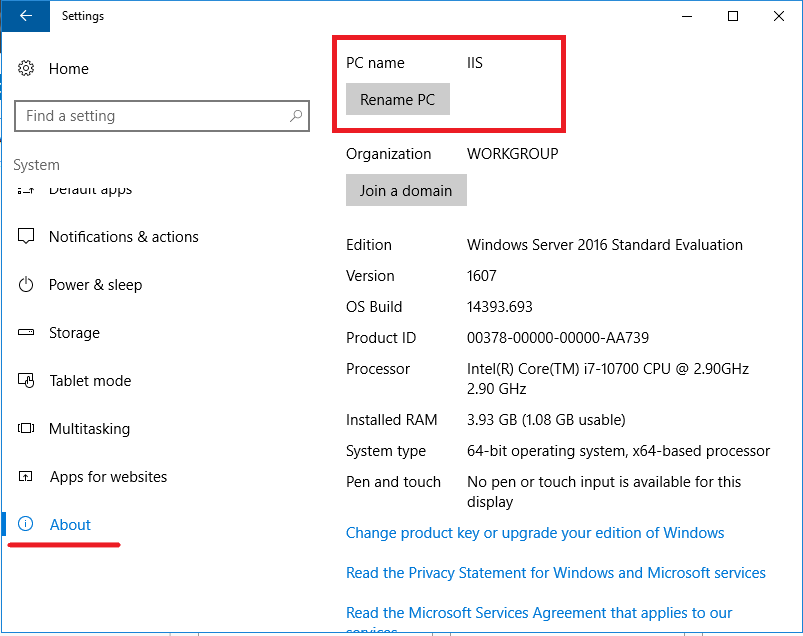 Settings
Home
Find a setting
System
Default apps
Notifications & actions
Power & sleep
Storage
Tablet mode
Multitasking
Apps for websites
About
PC name IIS
Rename PC
Organization WORKGROUP
Join a domain
Edition Windows Server 2016 Standard Evaluation
Version 1607
OS Build 14393.693
Product ID 00378-00000-00000-AA739
Processor Intel(R) Core(TM) i7-10700 CPU @ 2.90GHz
2.90 GHz
Installed RAM 3.93 GB (1.08 GB usable)
System type 64-bit operating system, x64-based processor
Pen and touch No pen or touch input is available for this
display
Change product key or upgrade your edition of Windows
Read the Privacy Statement for Windows and Microsoft services
Read the Microsoft Services Agreement that applies to our
services